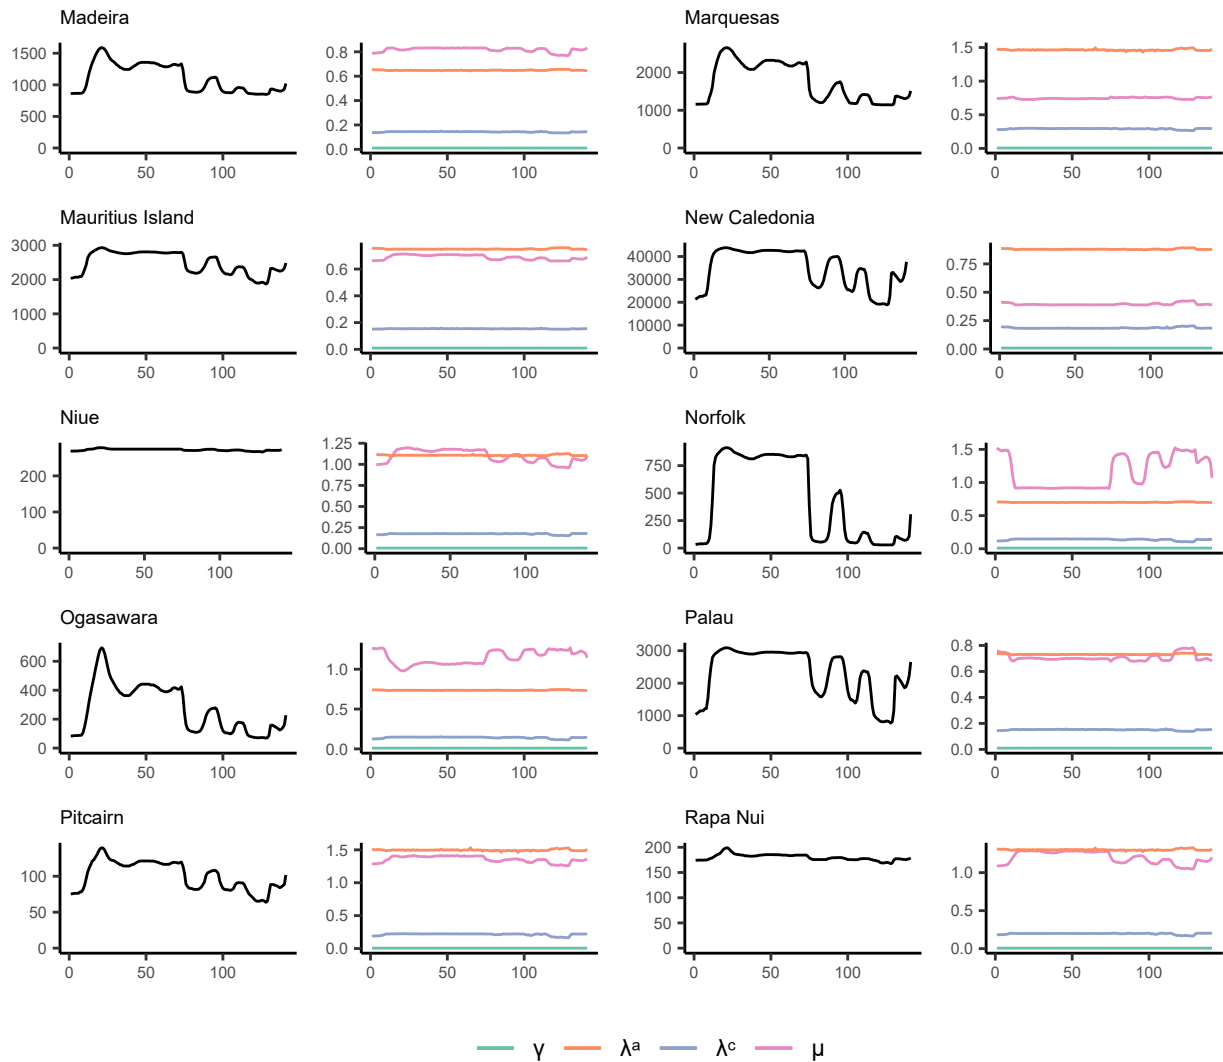 Madeira Marquesas
1500 0.8 1.5
1000 0.6 2000 1.0
500 0.4 1000 0.5
0.2
0 0.0 0 0.0
0 50 100 0 50 100 0 50 100 0 50 100
Mauritius Island New Caledonia
3000 0.6 40000 0.75
2000 0.4 30000 0.50
1000 0.2 20000 0.25
10000
0 0.0 0 0.00
0 50 100 0 50 100 0 50 100 0 50 100
Niue Norfolk
200 1.25 750 1.5
1.00
100 0.75 500 1.0
0.50 250 0.5
0.25
0 0.00 0 0.0
0 50 100 0 50 100 0 50 100 0 50 100
Ogasawara Palau
600 1.0 3000 0.8
400 0.5 2000 0.6
200 1000 0.4
0.2
0 0.0 0 0.0
0 50 100 0 50 100 0 50 100 0 50 100
Pitcairn Rapa Nui
100 1.5 200 1.0
50 1.0 150 0.5
0.5 100
50
0 0.0 0 0.0
0 50 100 0 50 100 0 50 100 0 50 100
γ λᵃ λᶜ μ